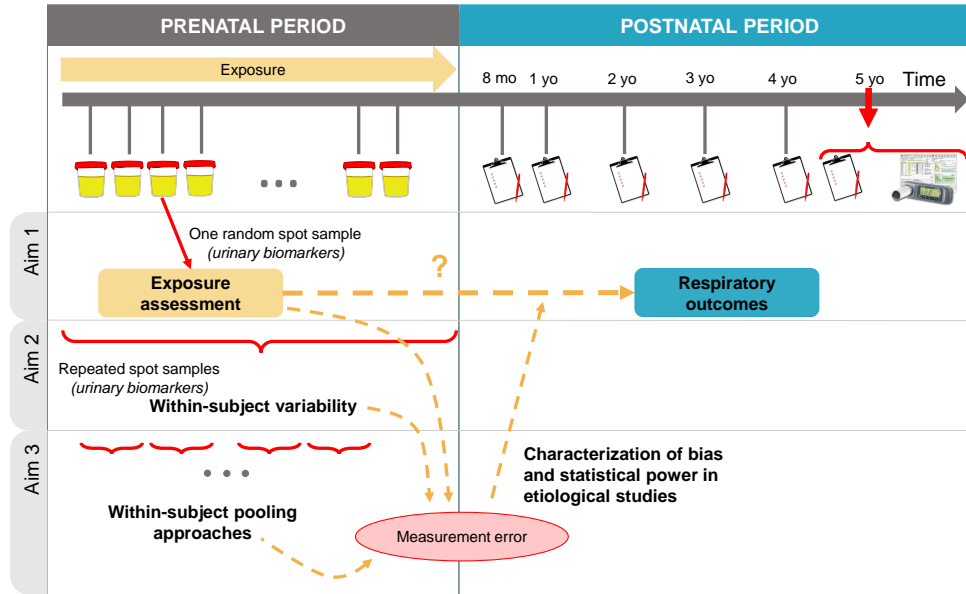 PRENATAL PERIOD
POSTNATAL PERIOD
Exposure
8 mo
1 yo
2 yo
3 yo
4 yo
5 yo
Time
Aim 1
One random spot sample
(urinary biomarkers)
?
Exposure
assessment
Respiratory
outcomes
Aim 2
Repeated spot samples
(urinary biomarkers)
Within-subject variability
Aim 3
Characterization of bias
and statistical power in
etiological studies
Within-subject pooling
approaches
Measurement error